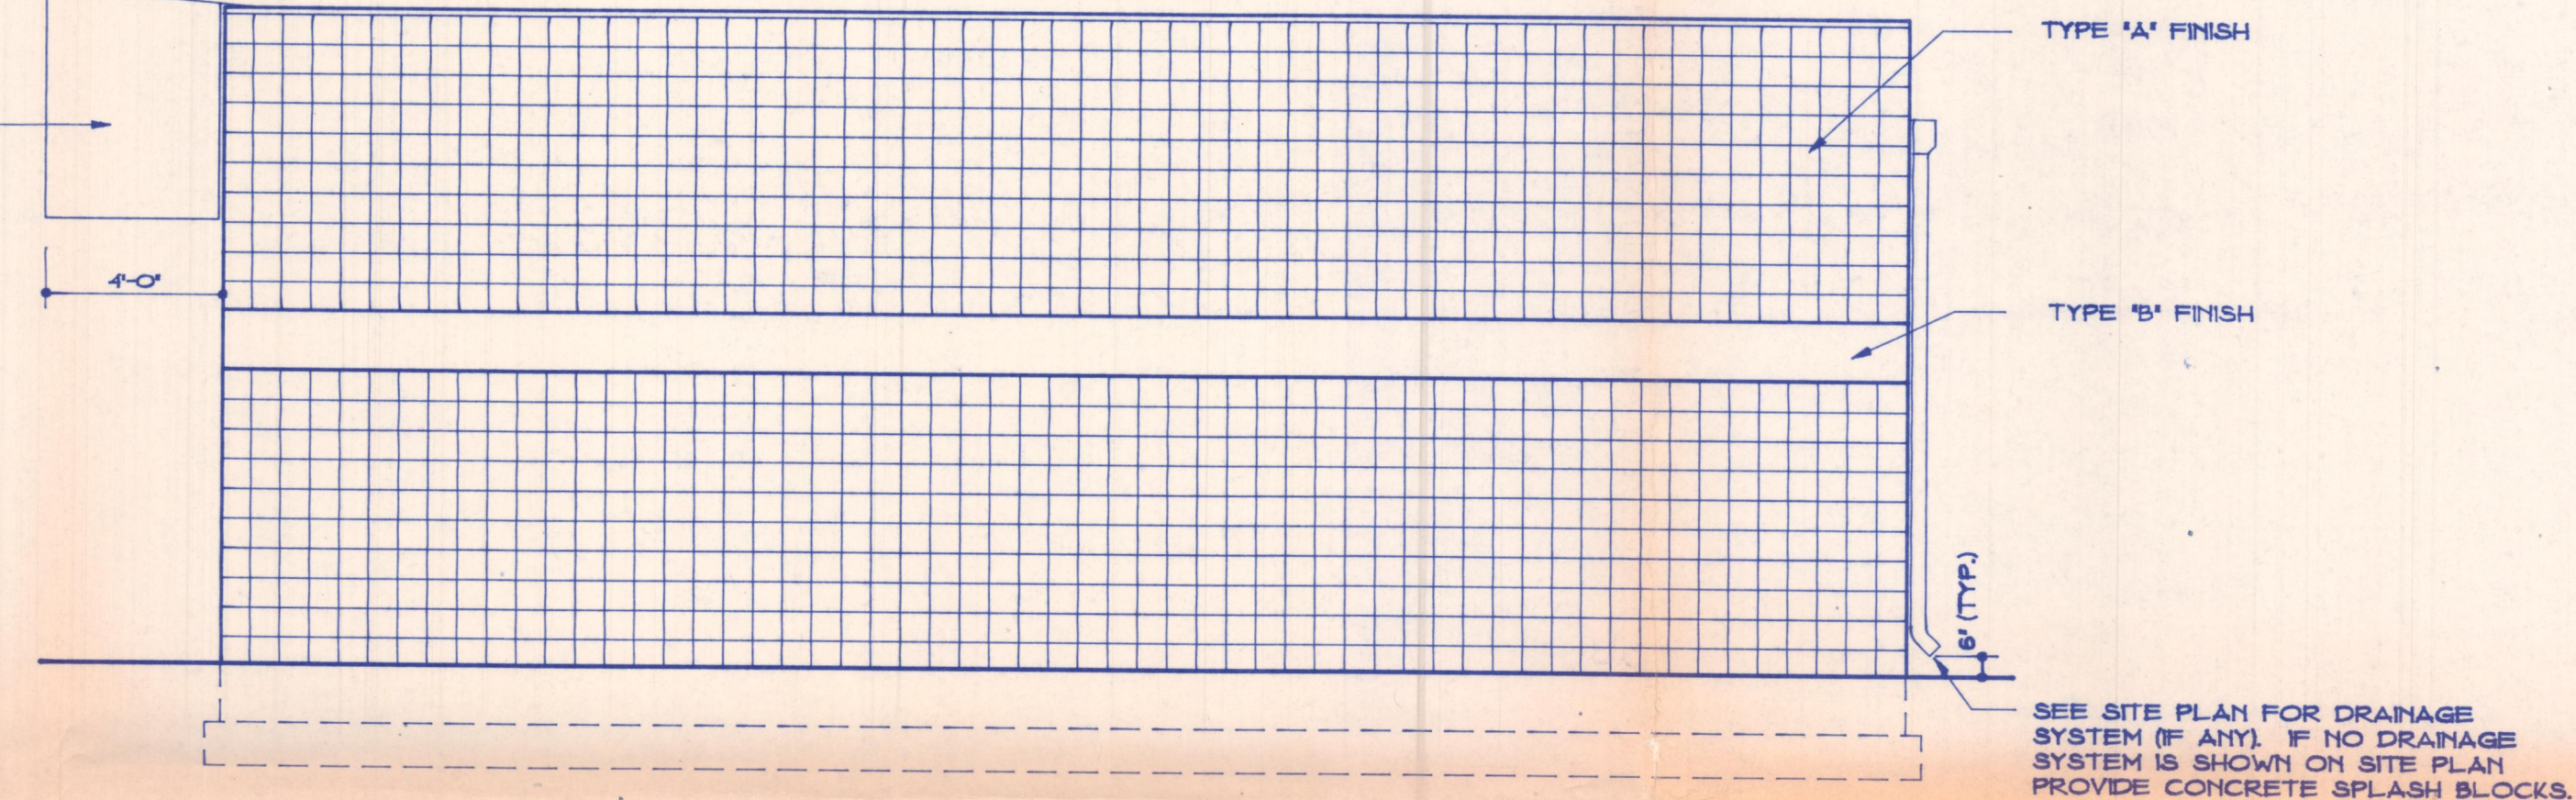 TYPE "A" FINISH
4'-0"
TYPE "B" FINISH
6" (TYP.)
SEE SITE PLAN FOR DRAINAGE
SYSTEM (IF ANY). IF NO DRAINAGE
SYSTEM IS SHOWN ON SITE PLAN
PROVIDE CONCRETE SPLASH BLOCKS.